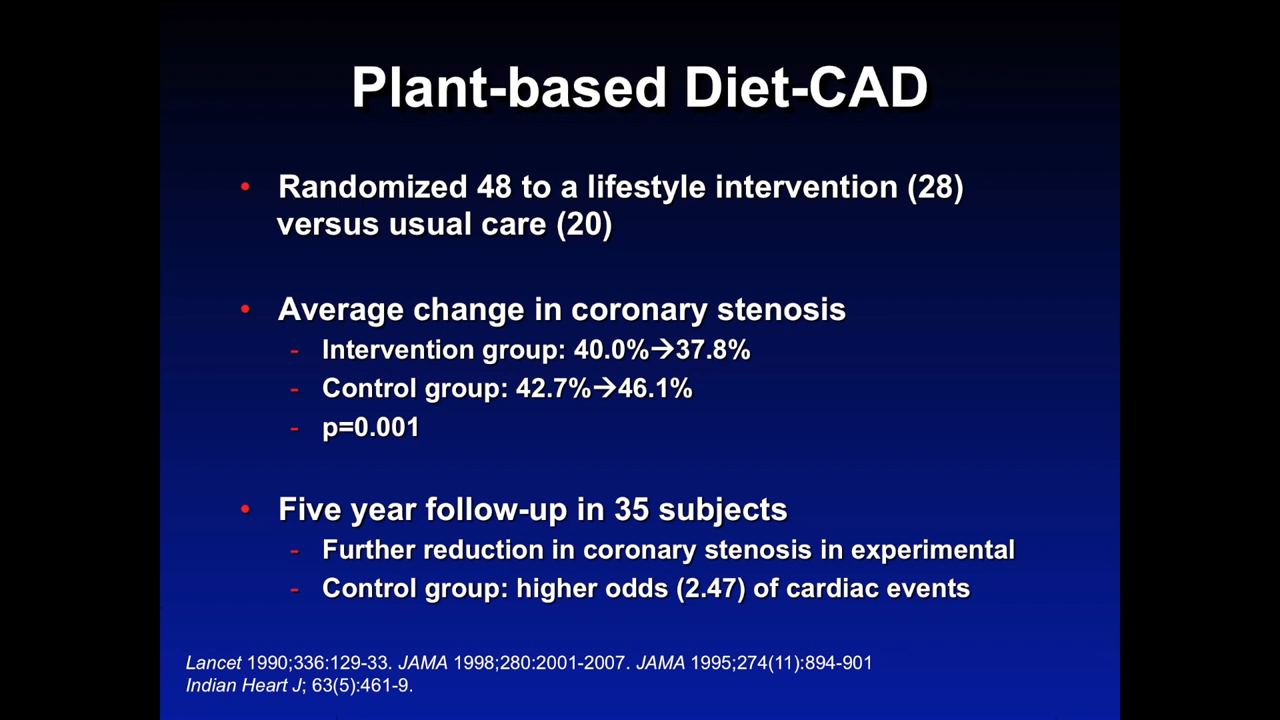 Plant-based Diet-CAD
• Randomized 48 to a lifestyle intervention (28)
versus usual care (20)
• Average change in coronary stenosis
- Intervention group: 40.0%→37.8%
- Control group: 42.7%→46.1%
- p=0.001
• Five year follow-up in 35 subjects
- Further reduction in coronary stenosis in experimental
- Control group: higher odds (2.47) of cardiac events
Lancet 1990;336:129-33. JAMA 1998;280:2001-2007. JAMA 1995;274(11):894-901
Indian Heart J; 63(5):461-9.